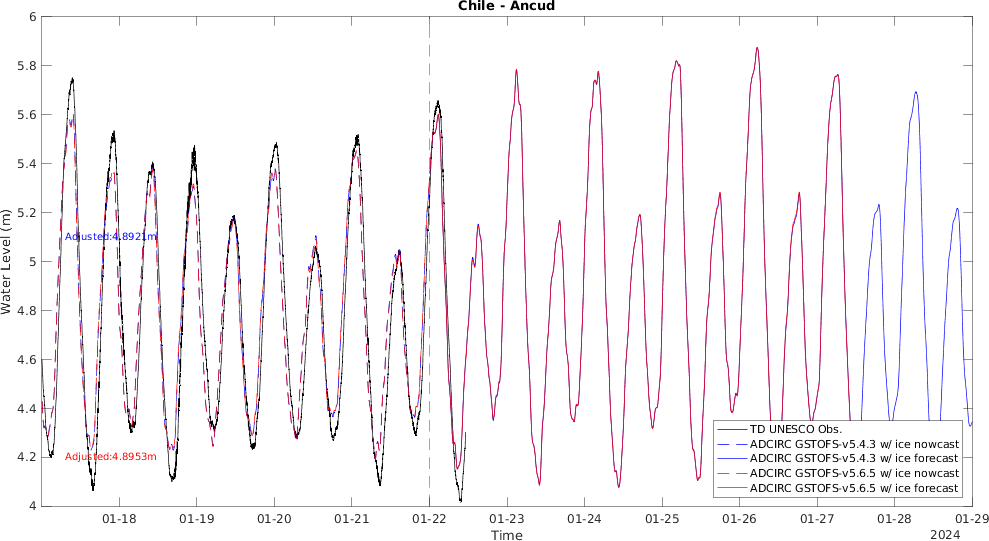 Chile - Ancud
6
5.8
5.6
5.4
5.2
5
4.8
4.6
4.4
4.2
4
Water Level (m)
Adjusted:4.8921m
Adjusted:4.8953m
TD UNESCO Obs.
ADCIRC GSTOFS-v5.4.3 w/ ice nowcast
ADCIRC GSTOFS-v5.4.3 w/ ice forecast
ADCIRC GSTOFS-v5.6.5 w/ ice nowcast
ADCIRC GSTOFS-v5.6.5 w/ ice forecast
01-18 01-19 01-20 01-21 01-22 01-23 01-24 01-25 01-26 01-27 01-28 01-29
Time
2024